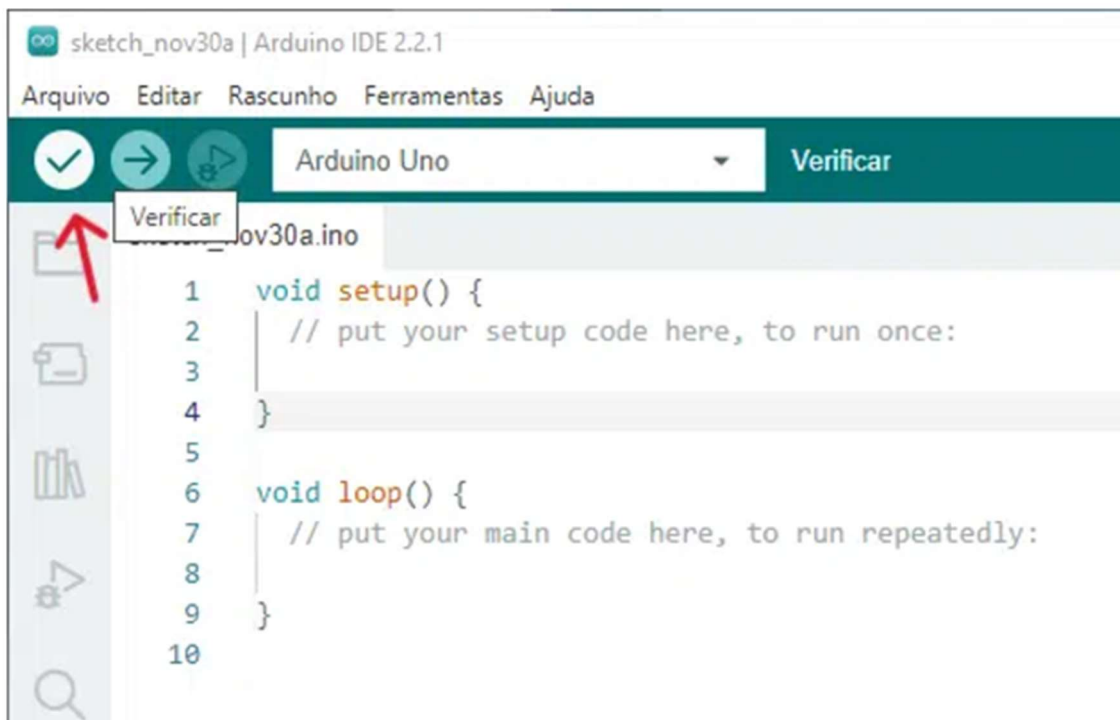 sketch_nov30a | Arduino IDE 2.2.1
Arquivo Editar Rascunho Ferramentas Ajuda
Arduino Uno Verificar
Verificar
sketch_nov30a.ino
1 void setup() {
2 // put your setup code here, to run once:
3
4 }
5
6 void loop() {
7 // put your main code here, to run repeatedly:
8
9 }
10